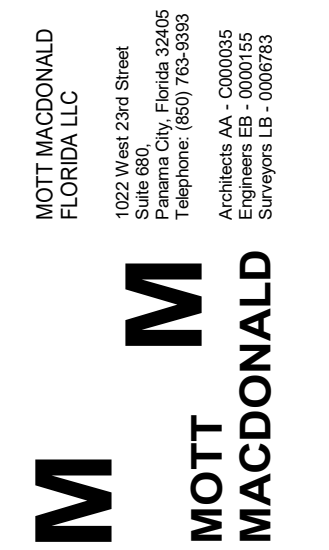 M
M
MOTT
MACDONALD
MOTT MACDONALD
FLORIDA LLC
1022 West 23rd Street
Suite 680,
Panama City, Florida 32405
Telephone: (850) 763-9393
Architects AA - C000035
Engineers EB - 0000155
Surveyors LB - 0006783